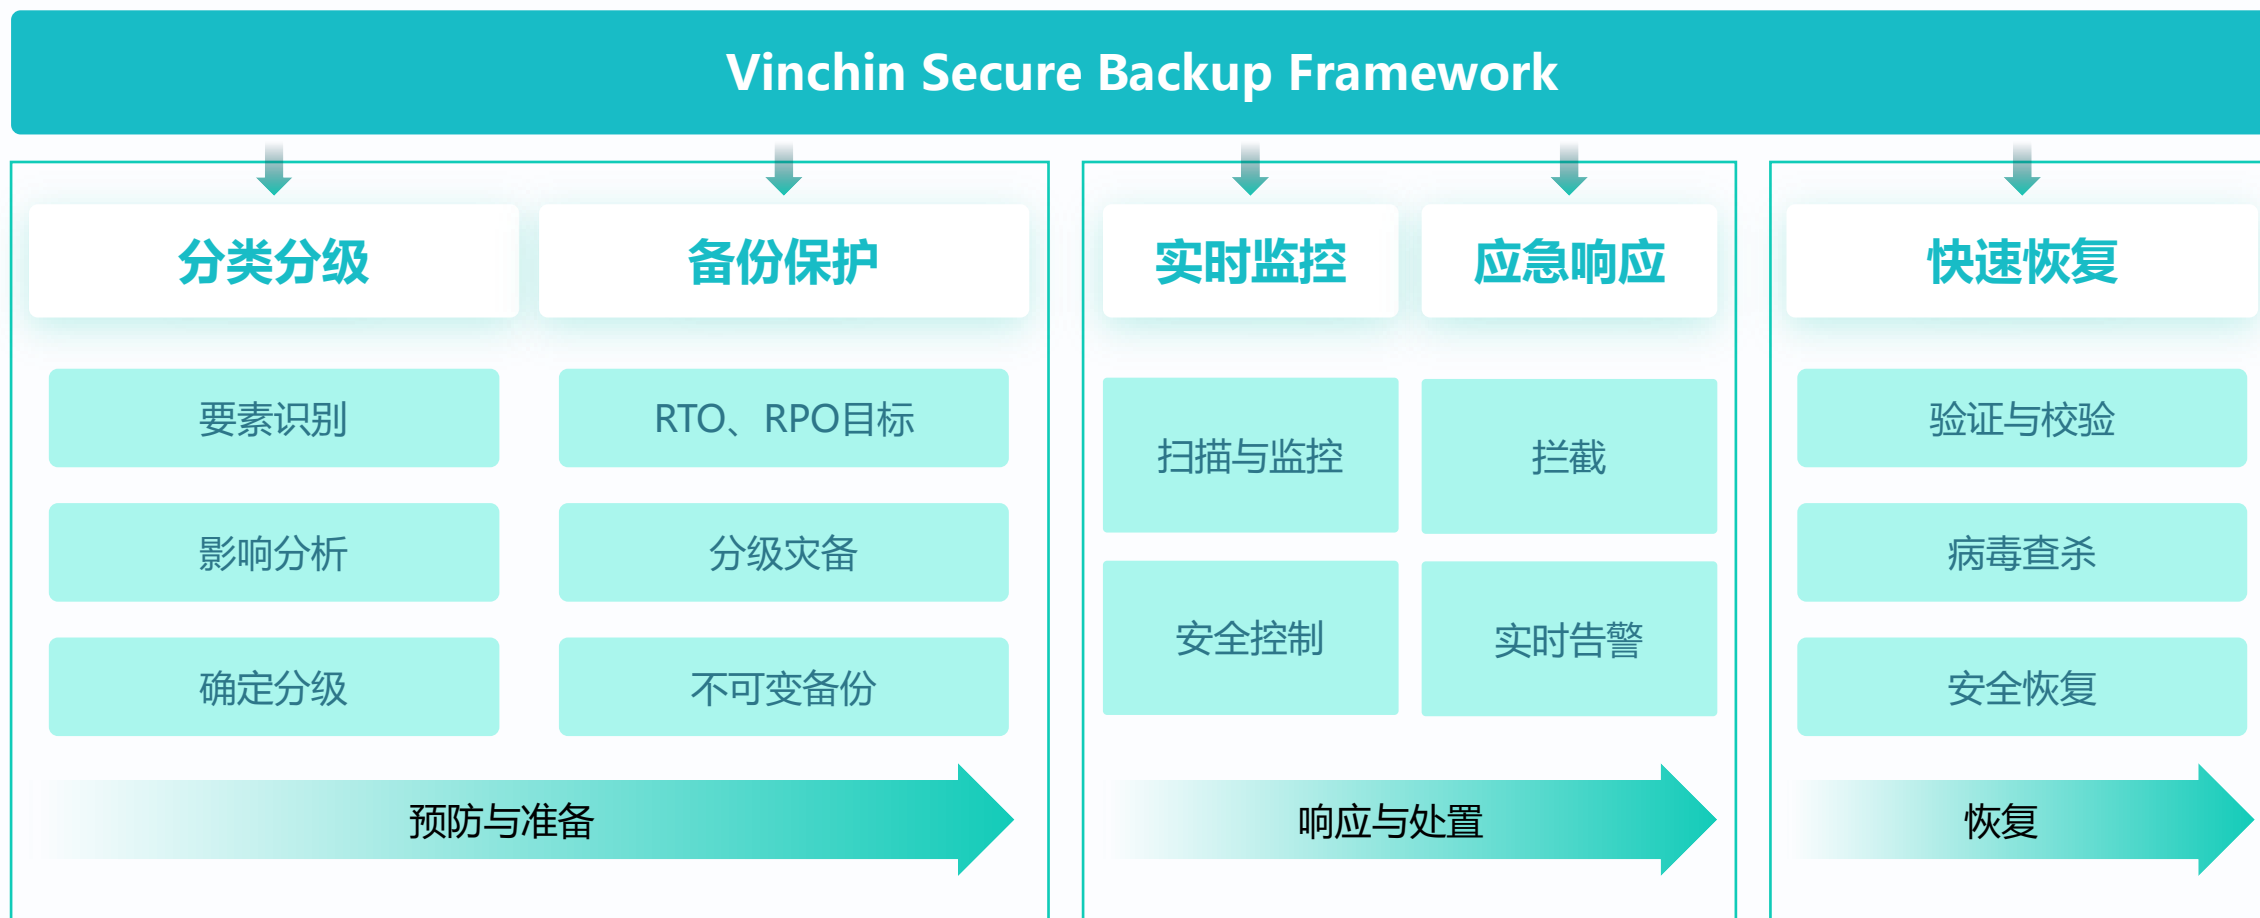 Vinchin Secure Backup Framework
分类分级
备份保护
实时监控
应急响应
快速恢复
要素识别
影响分析
确定分级
RTO、RPO目标
分级灾备
不可变备份
扫描与监控
安全控制
拦截
实时告警
验证与校验
病毒查杀
安全恢复
预防与准备
响应与处置
恢复